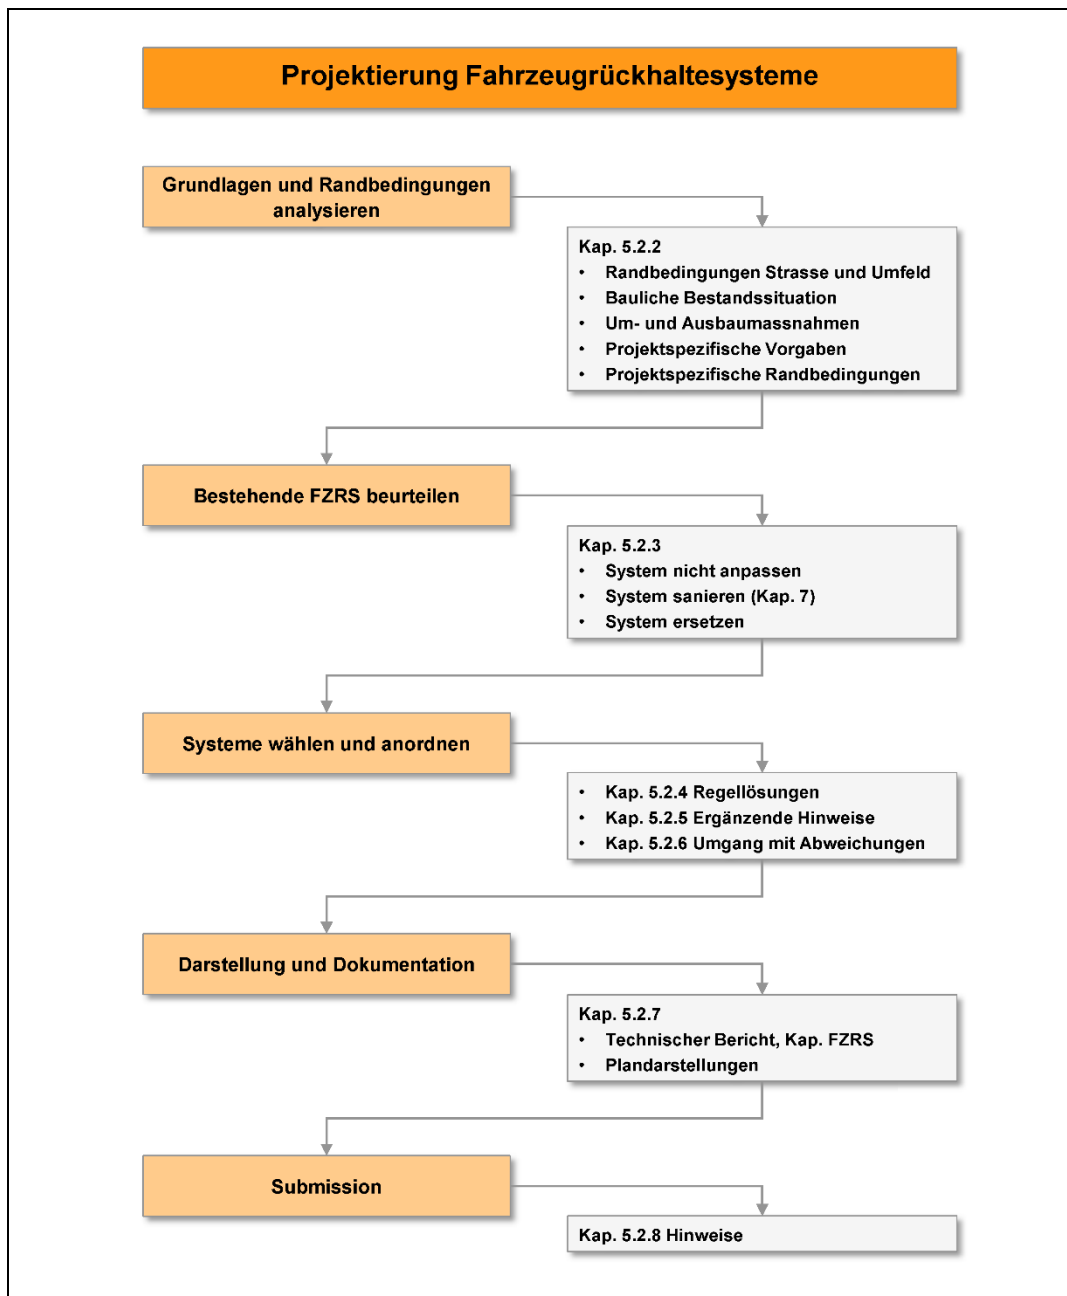 Projektierung Fahrzeugrückhaltesysteme
Grundlagen und Randbedingungen
analysieren
Kap. 5.2.2
• Randbedingungen Strasse und Umfeld
• Bauliche Bestandssituation
• Um- und Ausbaumassnahmen
• Projektspezifische Vorgaben
• Projektspezifische Randbedingungen
Bestehende FZRS beurteilen
Kap. 5.2.3
• System nicht anpassen
• System sanieren (Kap. 7)
• System ersetzen
Systeme wählen und anordnen
• Kap. 5.2.4 Regellösungen
• Kap. 5.2.5 Ergänzende Hinweise
• Kap. 5.2.6 Umgang mit Abweichungen
Darstellung und Dokumentation
Kap. 5.2.7
• Technischer Bericht, Kap. FZRS
• Plandarstellungen
Submission
Kap. 5.2.8 Hinweise